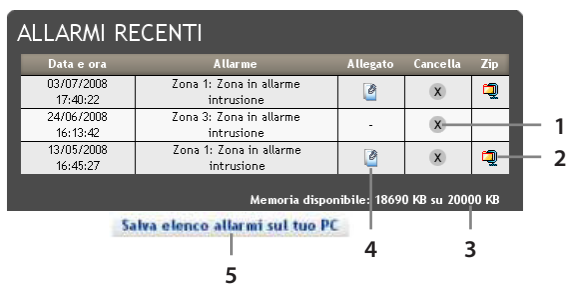 ALLARMI RECENTI
Data e ora Allarme Allegato Cancella Zip
03/07/2008 17:40:22 Zona 1: Zona in allarme intrusione X
24/06/2008 16:13:42 Zona 3: Zona in allarme intrusione - X
13/05/2008 16:45:27 Zona 1: Zona in allarme intrusione X
Memoria disponibile: 18690 KB su 20000 KB
Salva elenco allarmi sul tuo PC
1
2
3
4
5